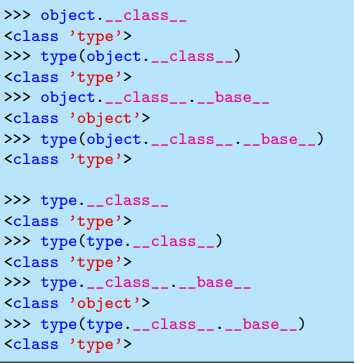 >>> object.__class__
<class ’type’>
>>> type(object.__class__)
<class ’type’>
>>> object.__class__.__base__
<class ’object’>
>>> type(object.__class__.__base__)
<class ’type’>

>>> type.__class__
<class ’type’>
>>> type(type.__class__)
<class ’type’>
>>> type.__class__.__base__
<class ’object’>
>>> type(type.__class__.__base__)
<class ’type’>